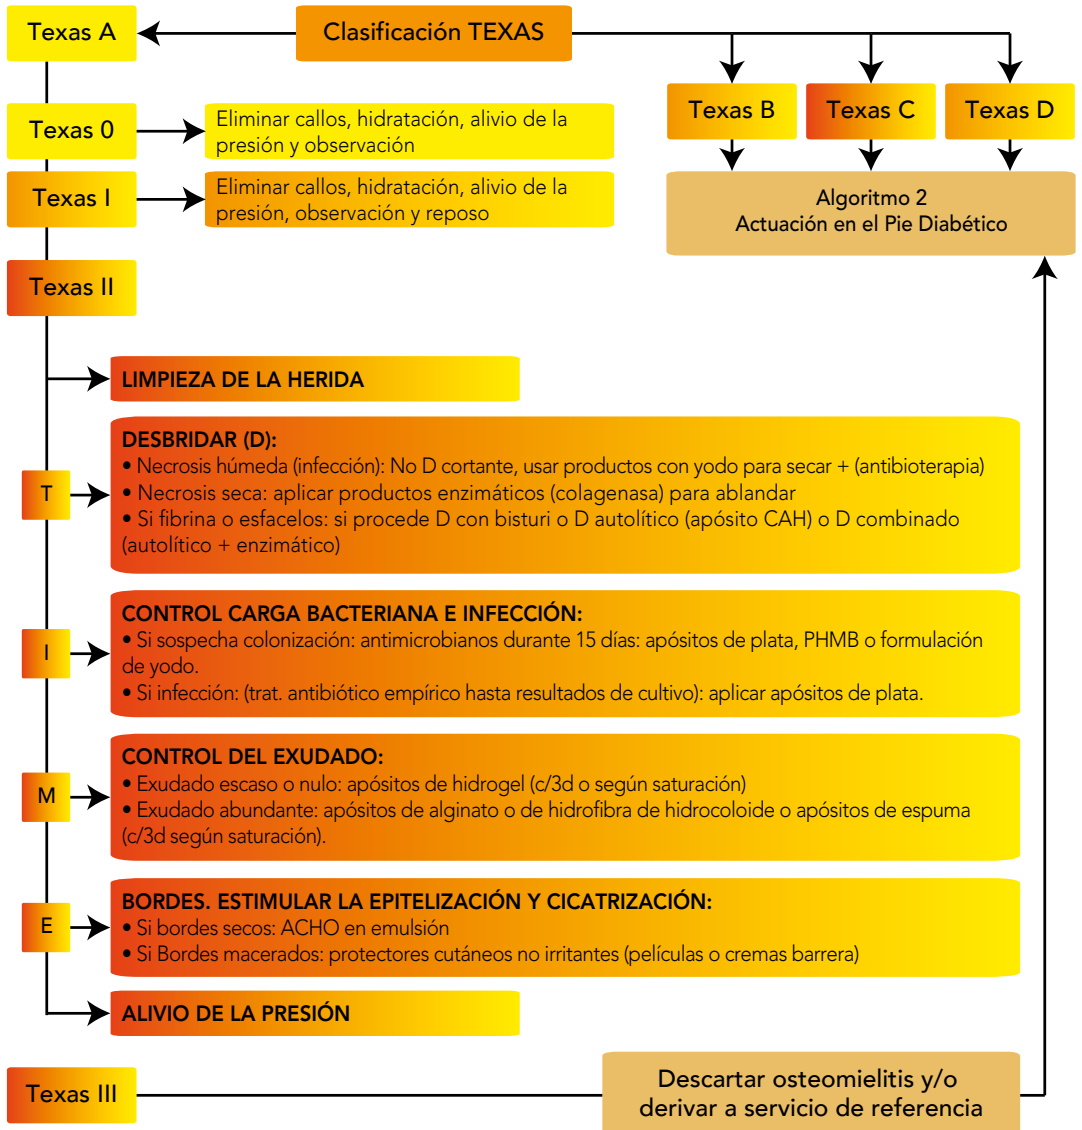 Texas A
Clasificación TEXAS
Texas B
Texas C
Texas D
Texas 0
Eliminar callos, hidratación, alivio de la
presión y observación
Texas I
Eliminar callos, hidratación, alivio de la
presión, observación y reposo
Algoritmo 2
Actuación en el Pie Diabético
Texas II
LIMPIEZA DE LA HERIDA
T
DESBRIDAR (D):
• Necrosis húmeda (infección): No D cortante, usar productos con yodo para secar + (antibioterapia)
• Necrosis seca: aplicar productos enzimáticos (colagenasa) para ablandar
• Si fibrina o esfacelos: si procede D con bisturi o D autolítico (apósito CAH) o D combinado
(autolítico + enzimático)
I
CONTROL CARGA BACTERIANA E INFECCIÓN:
• Si sospecha colonización: antimicrobianos durante 15 días: apósitos de plata, PHMB o formulación
de yodo.
• Si infección: (trat. antibiótico empírico hasta resultados de cultivo): aplicar apósitos de plata.
M
CONTROL DEL EXUDADO:
• Exudado escaso o nulo: apósitos de hidrogel (c/3d o según saturación)
• Exudado abundante: apósitos de alginato o de hidrofibra de hidrocoloide o apósitos de espuma
(c/3d según saturación).
E
BORDES. ESTIMULAR LA EPITELIZACIÓN Y CICATRIZACIÓN:
• Si bordes secos: ACHO en emulsión
• Si Bordes macerados: protectores cutáneos no irritantes (películas o cremas barrera)
ALIVIO DE LA PRESIÓN
Texas III
Descartar osteomielitis y/o
derivar a servicio de referencia